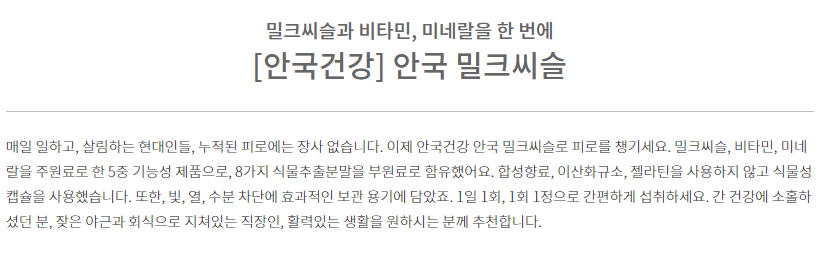 밀크씨슬과 비타민, 미네랄을 한 번에
[안국건강] 안국 밀크씨슬
매일 일하고, 살림하는 현대인들, 누적된 피로에는 장사 없습니다. 이제 안국건강 안국 밀크씨슬로 피로를 챙기세요. 밀크씨슬, 비타민, 미네
랄을 주원료로 한 5중 기능성 제품으로, 8가지 식물추출분말을 부원료로 함유했어요. 합성향료, 이산화규소, 젤라틴을 사용하지 않고 식물성
캡슐을 사용했습니다. 또한, 빛, 열, 수분 차단에 효과적인 보관 용기에 담았죠. 1일 1회, 1회 1정으로 간편하게 섭취하세요. 간 건강에 소홀하
셨던 분, 잦은 야근과 회식으로 지쳐있는 직장인, 활력있는 생활을 원하시는 분께 추천합니다.